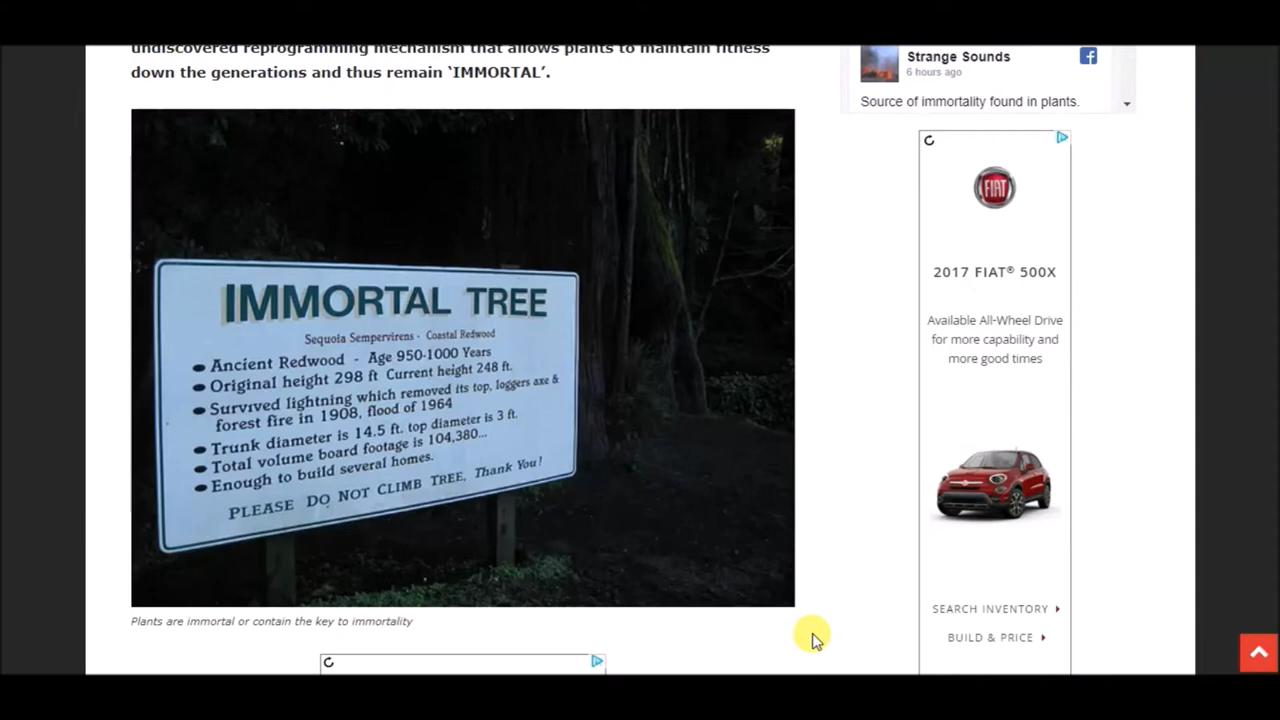 undiscovered reprogramming mechanism that allows plants to maintain fitness
down the generations and thus remain ‘IMMORTAL’.
IMMORTAL TREE
Sequoia Sempervirens - Coastal Redwood
● Ancient Redwood - Age 950-1000 Years
● Original height 298 ft Current height 248 ft.
● Survived lightning which removed its top, loggers axe &
forest fire in 1908, flood of 1964
● Trunk diameter is 14.5 ft. top diameter is 3 ft.
● Total volume board footage is 104,380...
● Enough to build several homes.
PLEASE DO NOT CLIMB TREE, Thank You!
Plants are immortal or contain the key to immortality
Strange Sounds
6 hours ago
Source of immortality found in plants.
FIAT
2017 FIAT® 500X
Available All-Wheel Drive
for more capability and
more good times
SEARCH INVENTORY
BUILD & PRICE